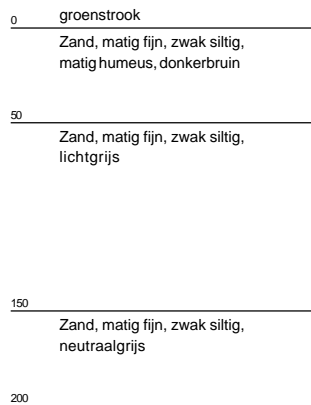 0 groenstrook
Zand, matig fijn, zwak siltig,
matig humeus, donkerbruin
50
Zand, matig fijn, zwak siltig,
lichtgrijs
150
Zand, matig fijn, zwak siltig,
neutraalgrijs
200